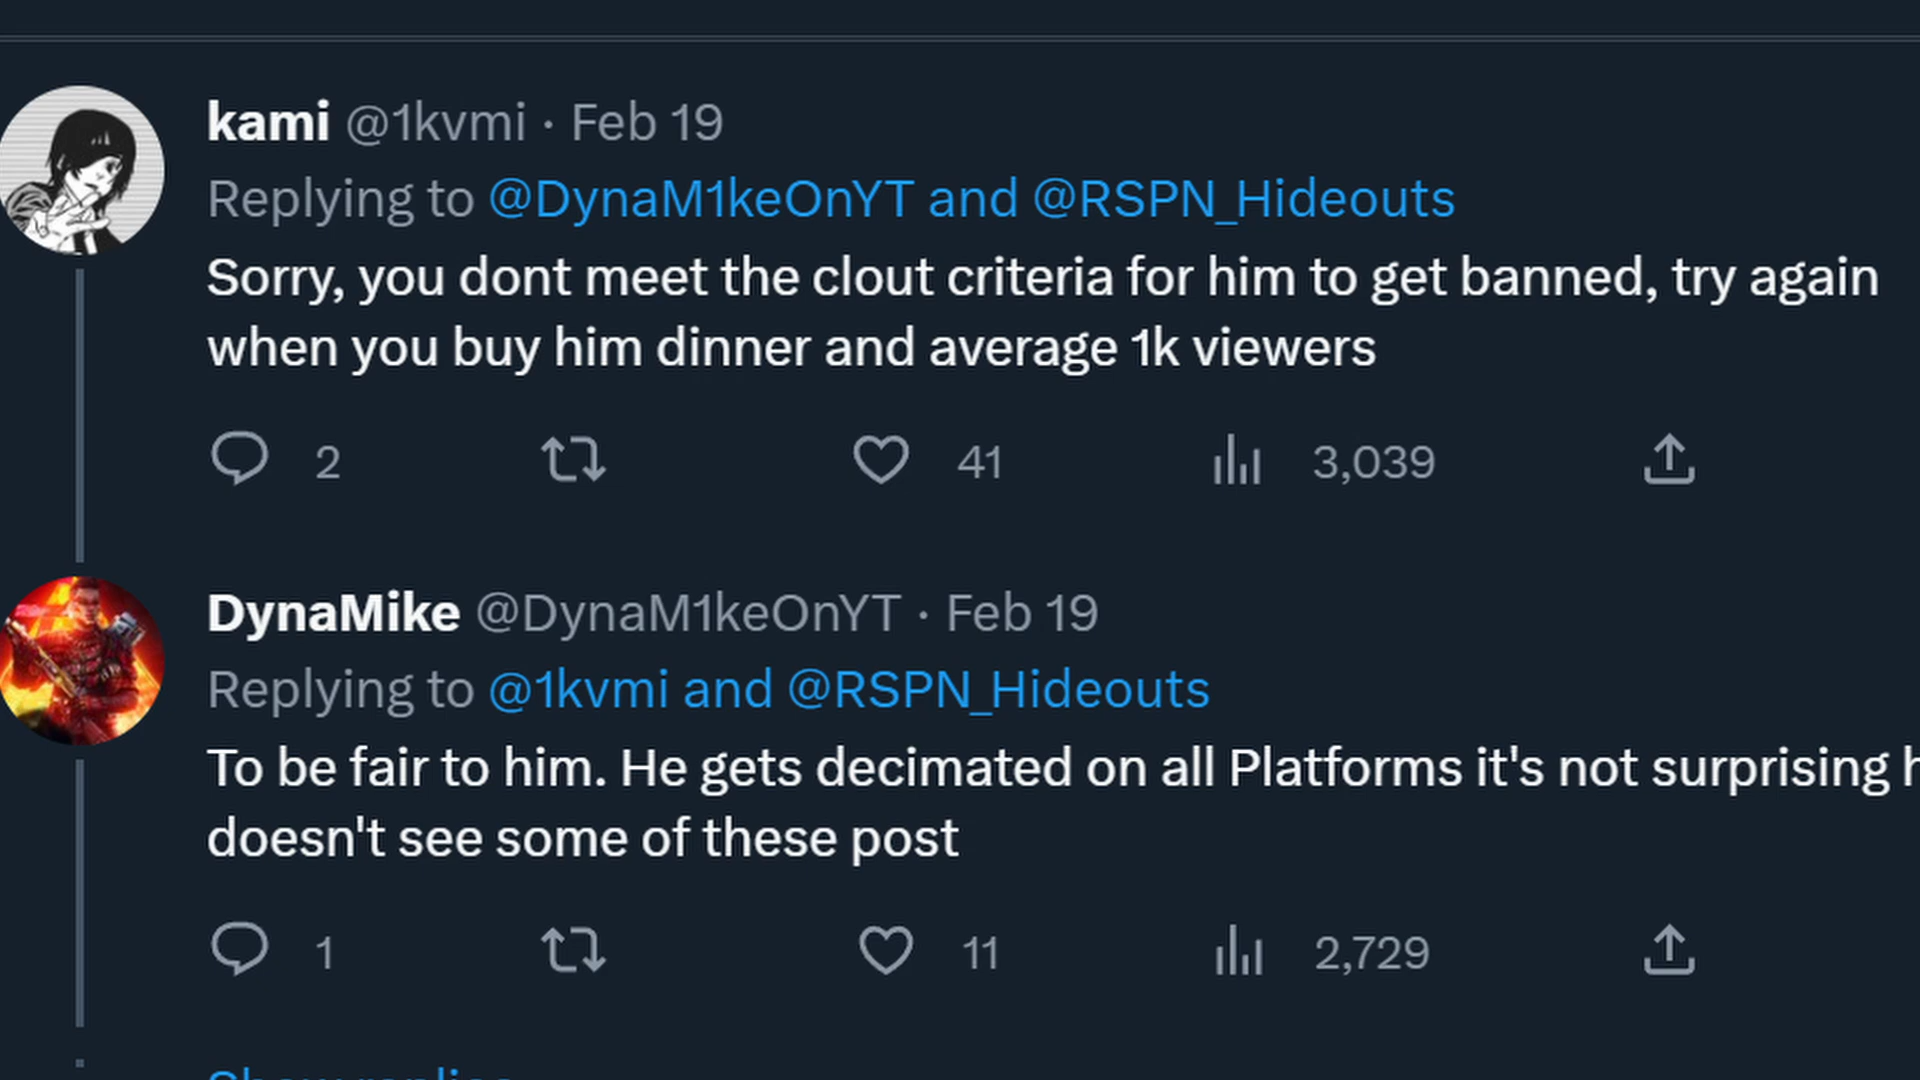 kami @1kvmi · Feb 19
Replying to @DynaM1keOnYT and @RSPN_Hideouts
Sorry, you dont meet the clout criteria for him to get banned, try again
when you buy him dinner and average 1k viewers
2 41 3,039
DynaMike @DynaM1keOnYT · Feb 19
Replying to @1kvmi and @RSPN_Hideouts
To be fair to him. He gets decimated on all Platforms it's not surprising
doesn't see some of these post
1 11 2,729
Show replies